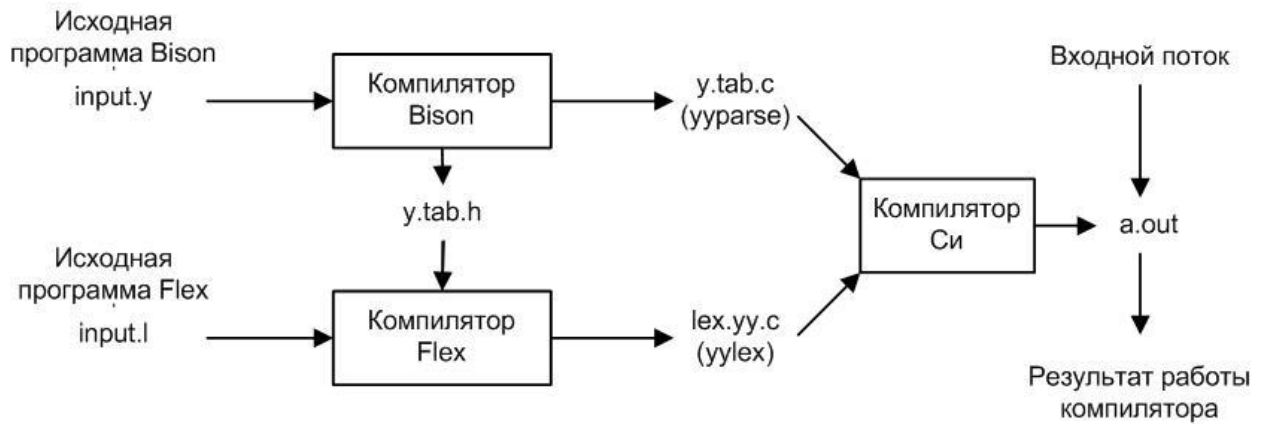 Исходная
программа Bison
input.y
Компилятор
Bison
y.tab.c
(yyparse)
Входной поток
y.tab.h
Компилятор
Си
a.out
Исходная
программа Flex
input.l
Компилятор
Flex
lex.yy.c
(yylex)
Результат работы
компилятора